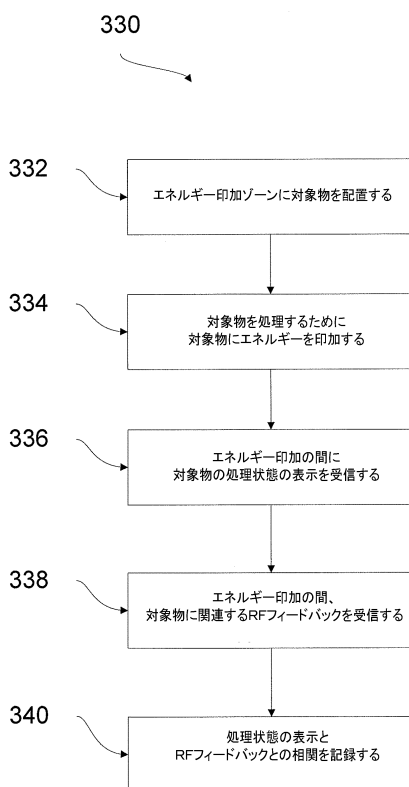 330
332
エネルギー印加ゾーンに対象物を配置する
334
対象物を処理するために
対象物にエネルギーを印加する
336
エネルギー印加の間に
対象物の処理状態の表示を受信する
338
エネルギー印加の間、
対象物に関連するRFフィードバックを受信する
340
処理状態の表示と
RFフィードバックとの相関を記録する